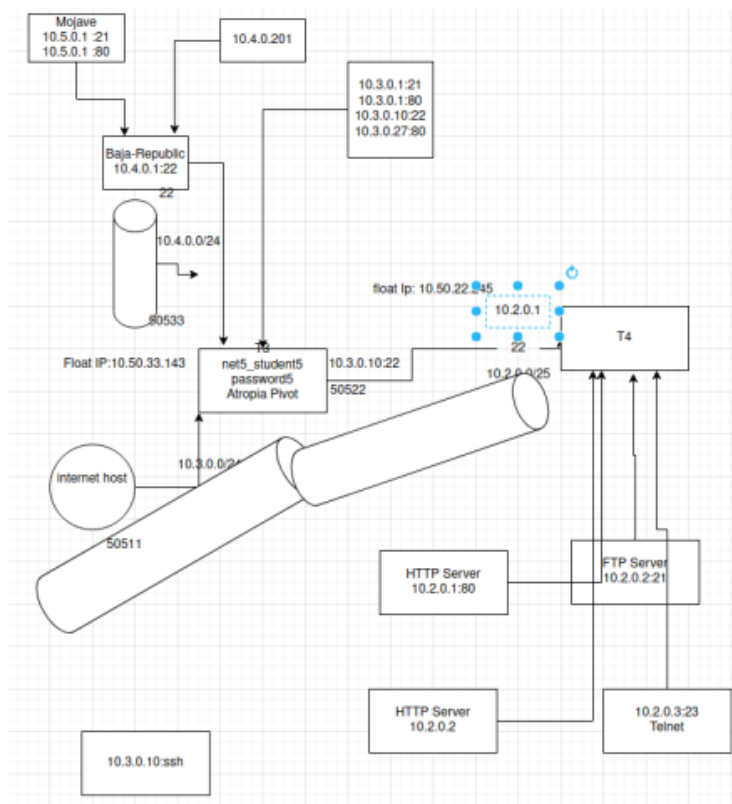 Mojave
10.5.0.1 :21
10.5.0.1 :80
10.4.0.201
10.3.0.1:21
10.3.0.1:80
10.3.0.10:22
10.3.0.27:80
Baja-Republic
10.4.0.1:22
22
10.4.0.0/24
50533
float Ip: 10.50.22.245
10.2.0.1
T4
22
Float IP:10.50.33.143
T3
net5_student5
password5
Atropia Pivot
10.3.0.10:22
50522
10.2.0.0/25
internet host
10.3.0.0/24
50511
HTTP Server
10.2.0.1:80
FTP Server
10.2.0.2:21
HTTP Server
10.2.0.2
10.2.0.3:23
Telnet
10.3.0.10:ssh